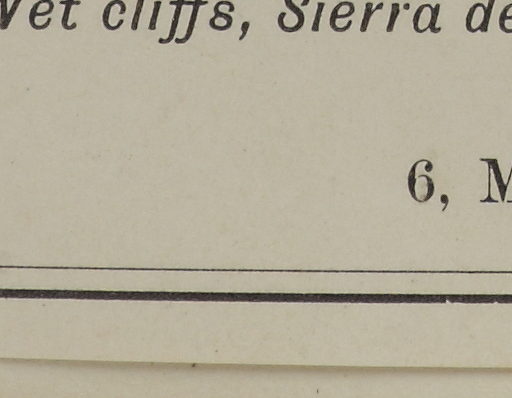 Wet cliffs, Sierra de
6, M